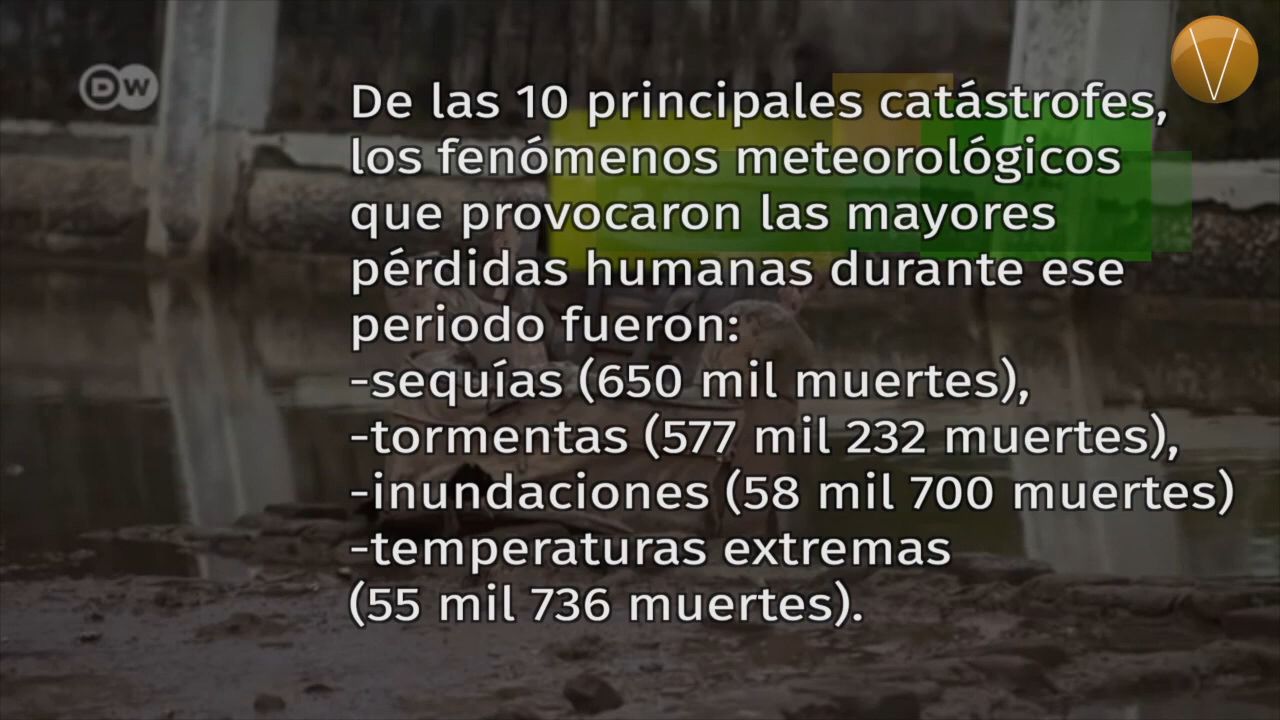 DW
V
De las 10 principales catástrofes,
los fenómenos meteorológicos
que provocaron las mayores
pérdidas humanas durante ese
periodo fueron:
-sequías (650 mil muertes),
-tormentas (577 mil 232 muertes),
-inundaciones (58 mil 700 muertes)
-temperaturas extremas
(55 mil 736 muertes).